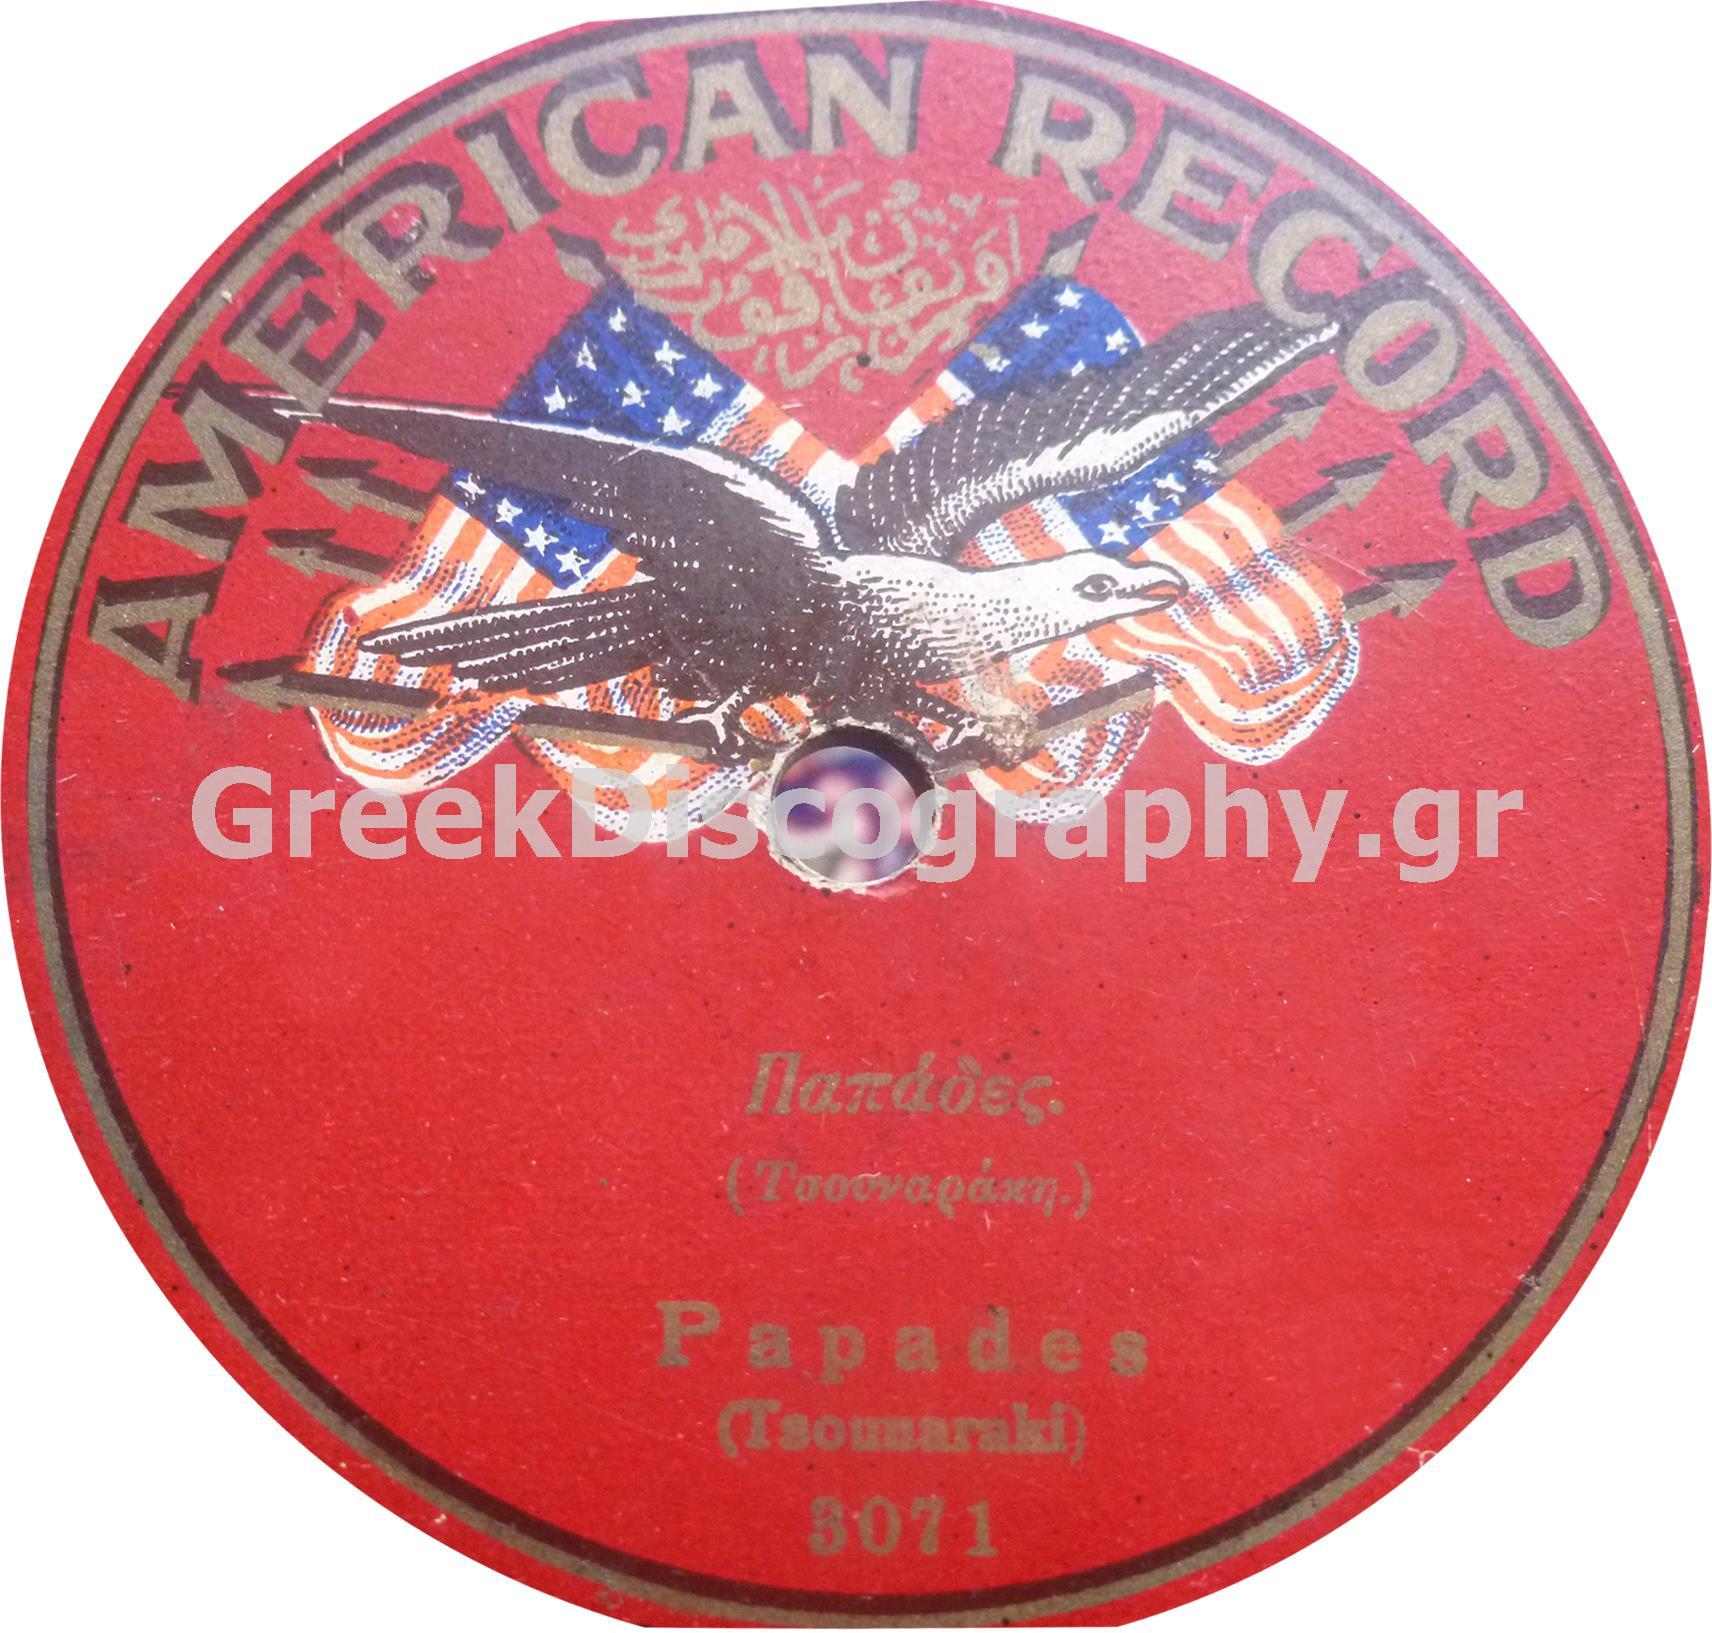 AMERICAN RECORD
GreekDiscography.gr
Παπάδες.
(Τσουναράκη.)
Papades
(Tsounaraki)
3071